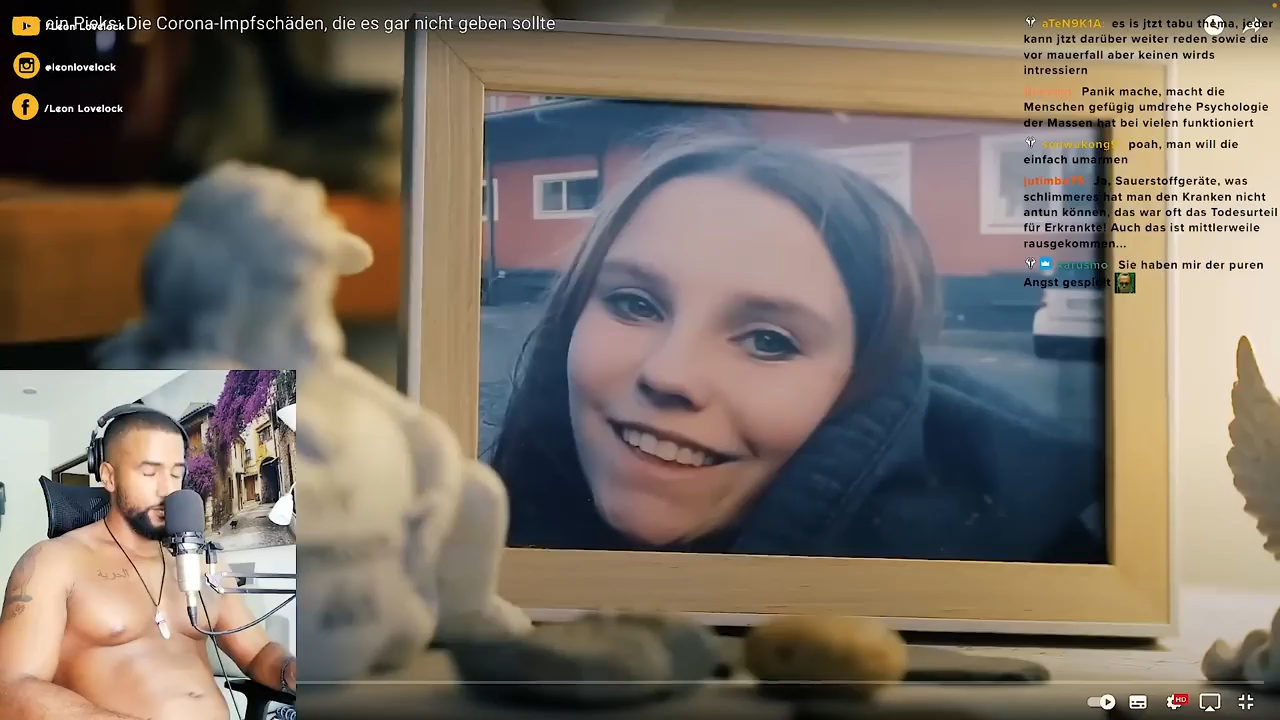 ein Pieks: Die Corona-Impfschäden, die es gar nicht geben sollte
/Leon Lovelock
@leonlovelock
/Leon Lovelock
aTeN9K1A: es is jtzt tabu thema, jeder
kann jtzt darüber weiter reden sowie die
vor mauerfall aber keinen wirds
intressiern
Panik mache, macht die
Menschen gefügig umdrehe Psychologie
der Massen hat bei vielen funktioniert
poah, man will die
einfach umarmen
Ja, Sauerstoffgeräte, was
schlimmeres hat man den Kranken nicht
antun können, das war oft das Todesurteil
für Erkrankte! Auch das ist mittlerweile
rausgekommen...
Sie haben mir der puren
Angst gespielt
الحرية
HD